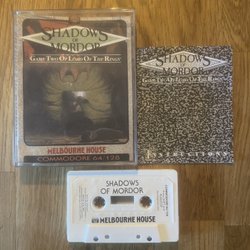 SHADOWS
OF
MORDOR
GAME TWO OF LORD OF THE RINGS
MELBOURNE HOUSE
COMMODORE 64/128
SHADOWS
OF
MORDOR
GAME TWO OF LORD OF THE RINGS
INSTRUCTIONS
SHADOWS
OF MORDOR
MELBOURNE HOUSE